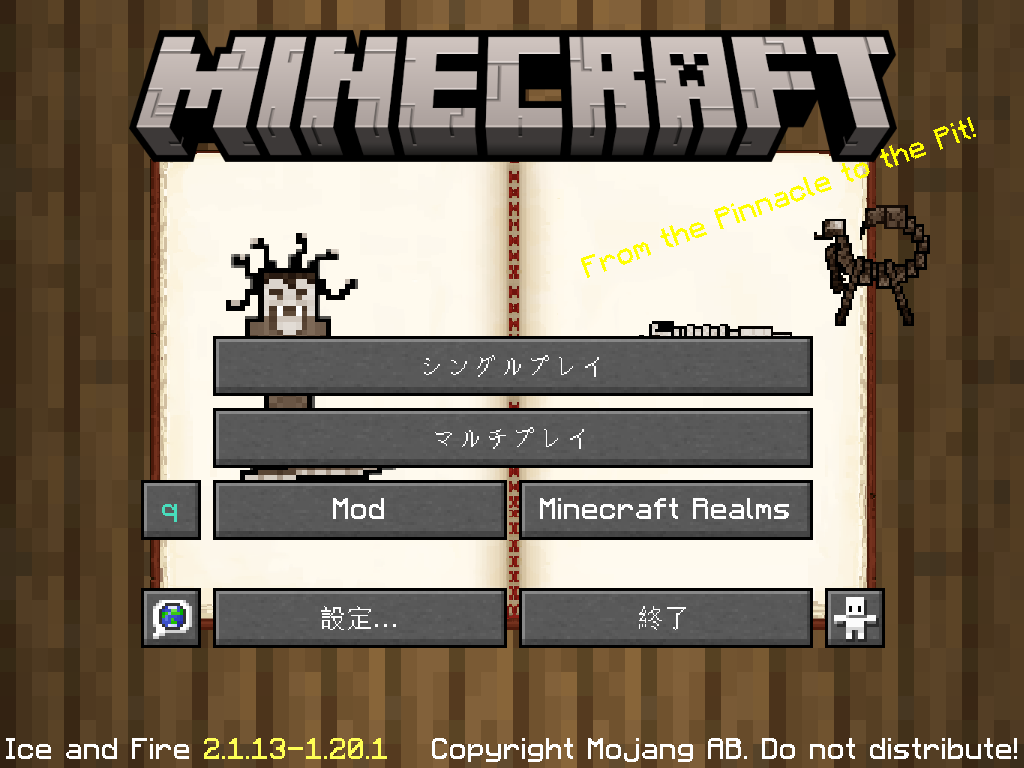 MINECRAFT
From the Pinnacle to the Pit!
シングルプレイ
マルチプレイ
q
Mod
Minecraft Realms
設定...
終了
Ice and Fire 2.1.13-1.20.1
Copyright Mojang AB. Do not distribute!